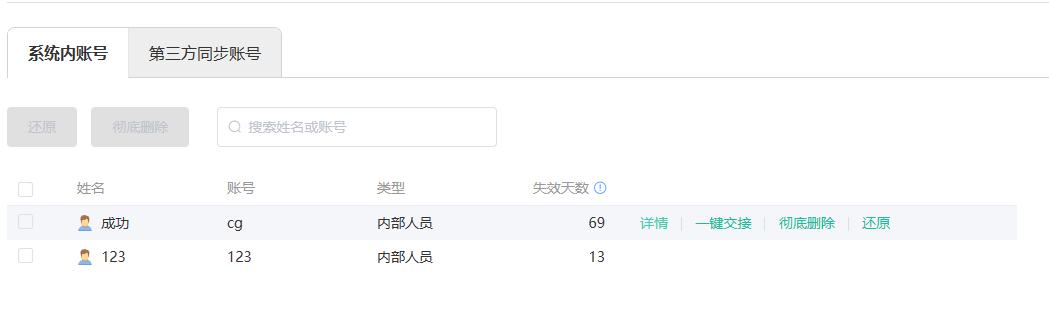 系统内账号 第三方同步账号
还原 彻底删除 搜索姓名或账号
姓名 账号 类型 失效天数
成功 cg 内部人员 69 详情 一键交接 彻底删除 还原
123 123 内部人员 13